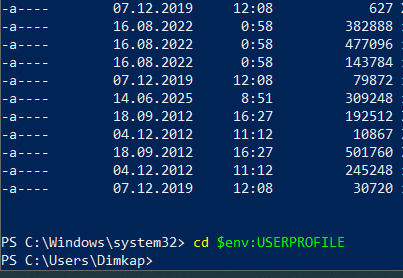 -a---- 07.12.2019 12:08 627
-a---- 16.08.2022 0:58 382888
-a---- 16.08.2022 0:58 477096
-a---- 16.08.2022 0:58 143784
-a---- 07.12.2019 12:08 79872
-a---- 14.06.2025 8:51 309248
-a---- 18.09.2012 16:27 192512
-a---- 04.12.2012 11:12 10867
-a---- 18.09.2012 16:27 501760
-a---- 04.12.2012 11:12 245248
-a---- 07.12.2019 12:08 30720
PS C:\Windows\system32> cd $env:USERPROFILE
PS C:\Users\Dimkap>